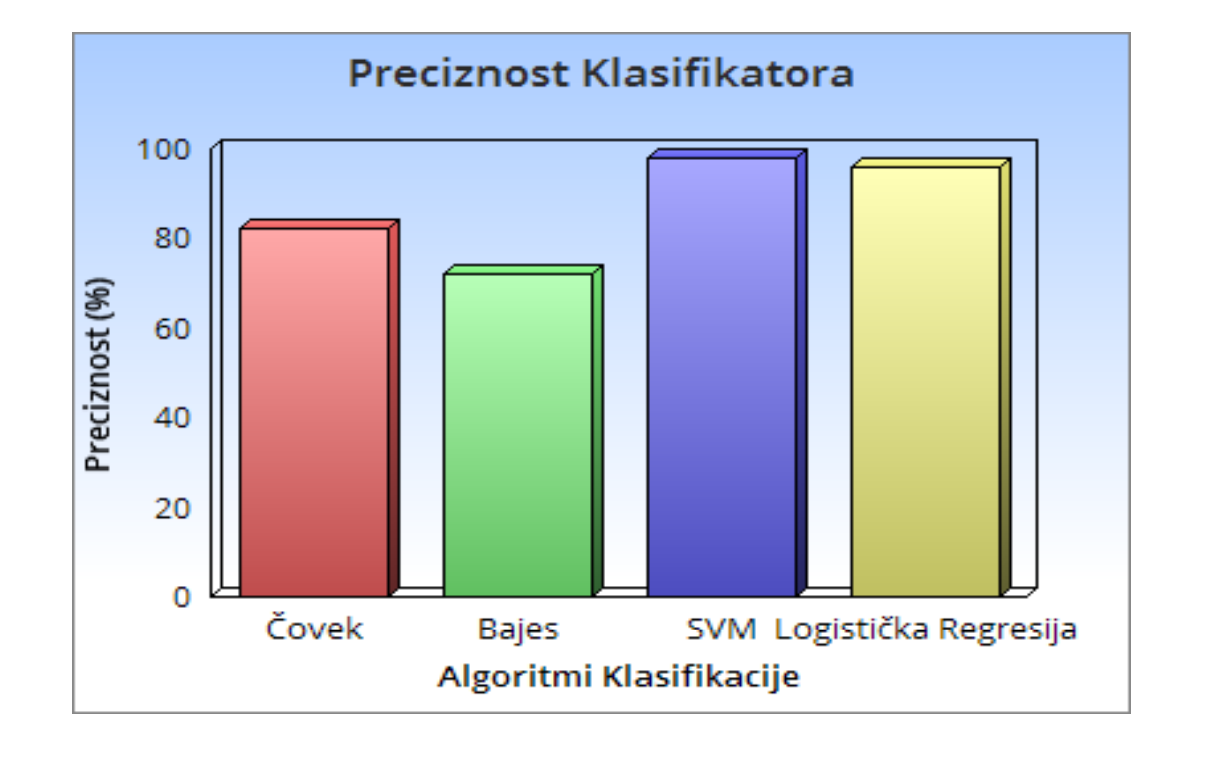 Preciznost Klasifikatora
100
80
60
40
20
0
Preciznost (%)
Čovek Bajes SVM Logistička Regresija
Algoritmi Klasifikacije